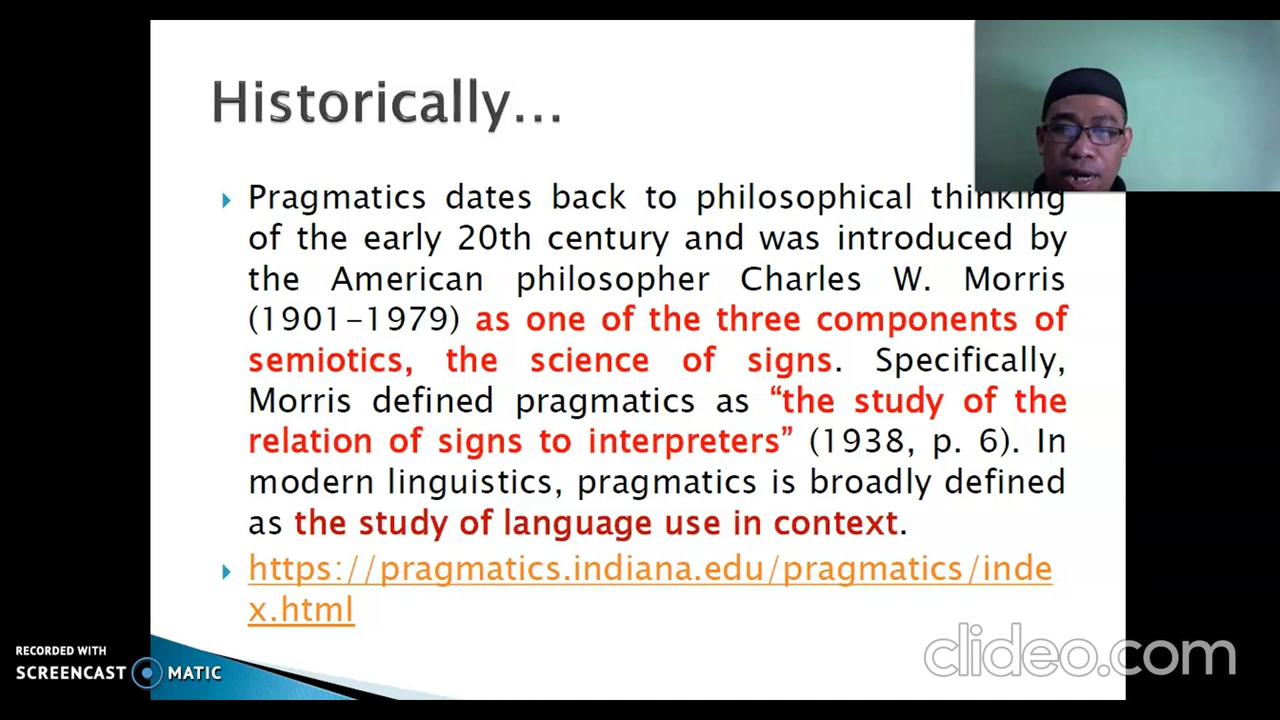 Historically...
Pragmatics dates back to philosophical thinking
of the early 20th century and was introduced by
the American philosopher Charles W. Morris
(1901-1979) as one of the three components of
semiotics, the science of signs. Specifically,
Morris defined pragmatics as “the study of the
relation of signs to interpreters” (1938, p. 6). In
modern linguistics, pragmatics is broadly defined
as the study of language use in context.
https://pragmatics.indiana.edu/pragmatics/inde
x.html
RECORDED WITH
SCREENCAST MATIC
clideo.com